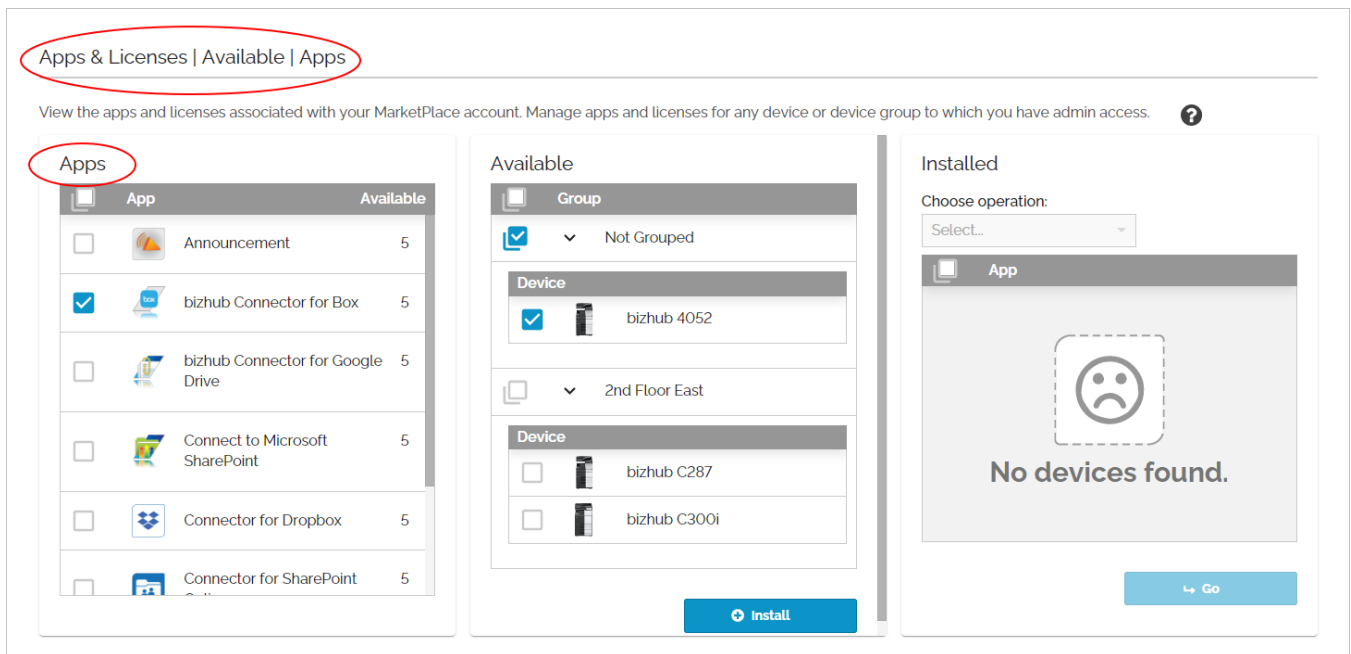 Apps & Licenses | Available | Apps
View the apps and licenses associated with your MarketPlace account. Manage apps and licenses for any device or device group to which you have admin access. ?
Apps
App Available
Announcement 5
box
bizhub Connector for Box 5
bizhub Connector for Google 5
Drive
Connect to Microsoft 5
SharePoint
Connector for Dropbox 5
Connector for SharePoint 5
Available
Group
Not Grouped
Device
bizhub 4052
2nd Floor East
Device
bizhub C287
bizhub C300i
Install
Installed
Choose operation:
Select...
App
No devices found.
Go